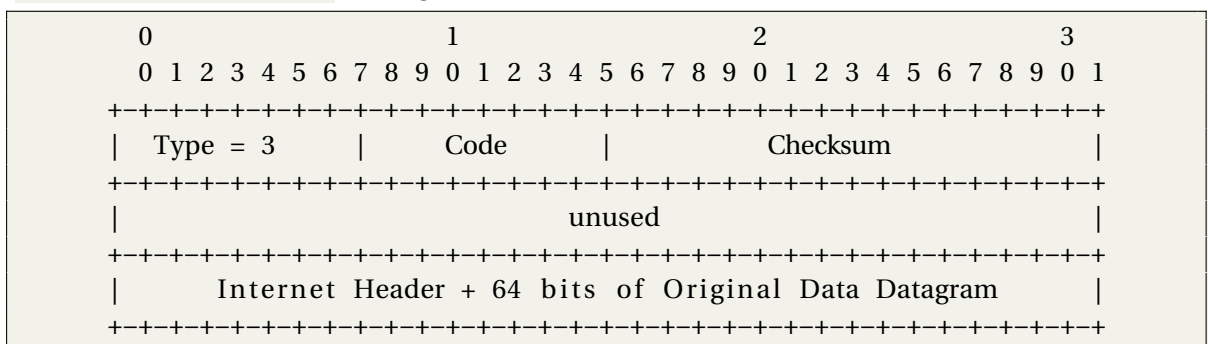 0 1 2 3
0 1 2 3 4 5 6 7 8 9 0 1 2 3 4 5 6 7 8 9 0 1 2 3 4 5 6 7 8 9 0 1
+-+-+-+-+-+-+-+-+-+-+-+-+-+-+-+-+-+-+-+-+-+-+-+-+-+-+-+-+-+-+-+-+
| Type = 3 | Code | Checksum |
+-+-+-+-+-+-+-+-+-+-+-+-+-+-+-+-+-+-+-+-+-+-+-+-+-+-+-+-+-+-+-+-+
| unused |
+-+-+-+-+-+-+-+-+-+-+-+-+-+-+-+-+-+-+-+-+-+-+-+-+-+-+-+-+-+-+-+-+
| Internet Header + 64 bits of Original Data Datagram |
+-+-+-+-+-+-+-+-+-+-+-+-+-+-+-+-+-+-+-+-+-+-+-+-+-+-+-+-+-+-+-+-+